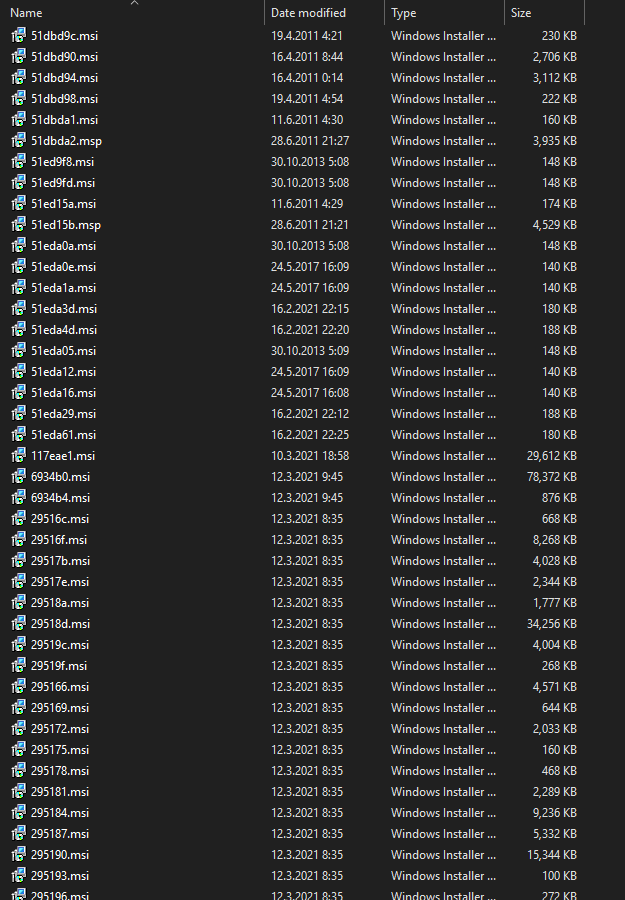 Name Date modified Type Size
51dbd9c.msi 19.4.2011 4:21 Windows Installer ... 230 KB
51dbd90.msi 16.4.2011 8:44 Windows Installer ... 2,706 KB
51dbd94.msi 16.4.2011 0:14 Windows Installer ... 3,112 KB
51dbd98.msi 19.4.2011 4:54 Windows Installer ... 222 KB
51dbda1.msi 11.6.2011 4:30 Windows Installer ... 160 KB
51dbda2.msp 28.6.2011 21:27 Windows Installer ... 3,935 KB
51ed9f8.msi 30.10.2013 5:08 Windows Installer ... 148 KB
51ed9fd.msi 30.10.2013 5:08 Windows Installer ... 148 KB
51ed15a.msi 11.6.2011 4:29 Windows Installer ... 174 KB
51ed15b.msp 28.6.2011 21:21 Windows Installer ... 4,529 KB
51eda0a.msi 30.10.2013 5:08 Windows Installer ... 148 KB
51eda0e.msi 24.5.2017 16:09 Windows Installer ... 140 KB
51eda1a.msi 24.5.2017 16:09 Windows Installer ... 140 KB
51eda3d.msi 16.2.2021 22:15 Windows Installer ... 180 KB
51eda4d.msi 16.2.2021 22:20 Windows Installer ... 188 KB
51eda05.msi 30.10.2013 5:09 Windows Installer ... 148 KB
51eda12.msi 24.5.2017 16:09 Windows Installer ... 140 KB
51eda16.msi 24.5.2017 16:08 Windows Installer ... 140 KB
51eda29.msi 16.2.2021 22:12 Windows Installer ... 188 KB
51eda61.msi 16.2.2021 22:25 Windows Installer ... 180 KB
117eae1.msi 10.3.2021 18:58 Windows Installer ... 29,612 KB
6934b0.msi 12.3.2021 9:45 Windows Installer ... 78,372 KB
6934b4.msi 12.3.2021 9:45 Windows Installer ... 876 KB
29516c.msi 12.3.2021 8:35 Windows Installer ... 668 KB
29516f.msi 12.3.2021 8:35 Windows Installer ... 8,268 KB
29517b.msi 12.3.2021 8:35 Windows Installer ... 4,028 KB
29517e.msi 12.3.2021 8:35 Windows Installer ... 2,344 KB
29518a.msi 12.3.2021 8:35 Windows Installer ... 1,777 KB
29518d.msi 12.3.2021 8:35 Windows Installer ... 34,256 KB
29519c.msi 12.3.2021 8:35 Windows Installer ... 4,004 KB
29519f.msi 12.3.2021 8:35 Windows Installer ... 268 KB
295166.msi 12.3.2021 8:35 Windows Installer ... 4,571 KB
295169.msi 12.3.2021 8:35 Windows Installer ... 644 KB
295172.msi 12.3.2021 8:35 Windows Installer ... 2,033 KB
295175.msi 12.3.2021 8:35 Windows Installer ... 160 KB
295178.msi 12.3.2021 8:35 Windows Installer ... 468 KB
295181.msi 12.3.2021 8:35 Windows Installer ... 2,289 KB
295184.msi 12.3.2021 8:35 Windows Installer ... 9,236 KB
295187.msi 12.3.2021 8:35 Windows Installer ... 5,332 KB
295190.msi 12.3.2021 8:35 Windows Installer ... 15,344 KB
295193.msi 12.3.2021 8:35 Windows Installer ... 100 KB
295196.msi 12.3.2021 8:35 Windows Installer ... 272 KB